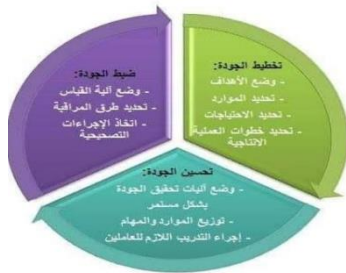 تخطيط الجودة:
- وضع الأهداف
- تحديد الموارد
- تحديد الاحتياجات
- تحديد خطوات العملية
الانتاجية
ضبط الجودة:
- وضع آلية القياس
- تحديد طرق المراقبة
- اتخاذ الإجراءات
التصحيحية
تحسين الجودة:
- وضع آليات تحقيق الجودة
بشكل مستمر
- توزيع الموارد والمهام
- إجراء التدريب اللازم للعاملين